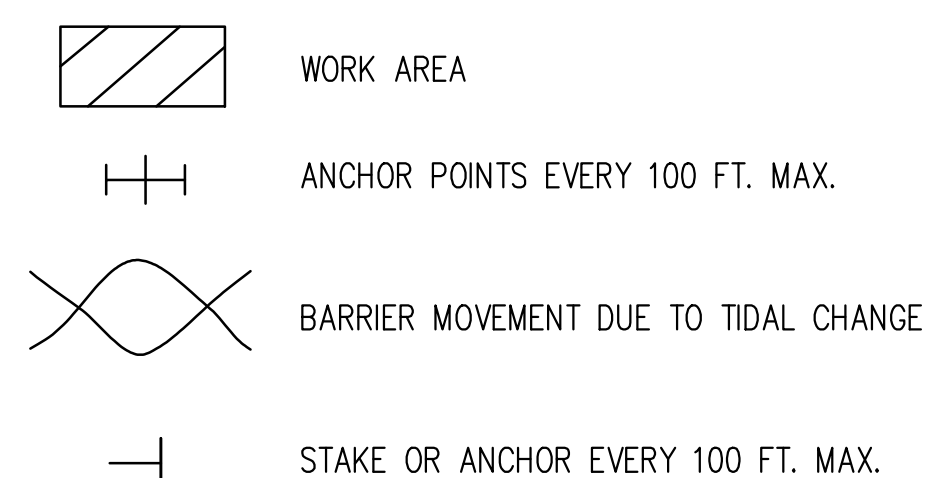 WORK AREA
ANCHOR POINTS EVERY 100 FT. MAX.
BARRIER MOVEMENT DUE TO TIDAL CHANGE
STAKE OR ANCHOR EVERY 100 FT. MAX.